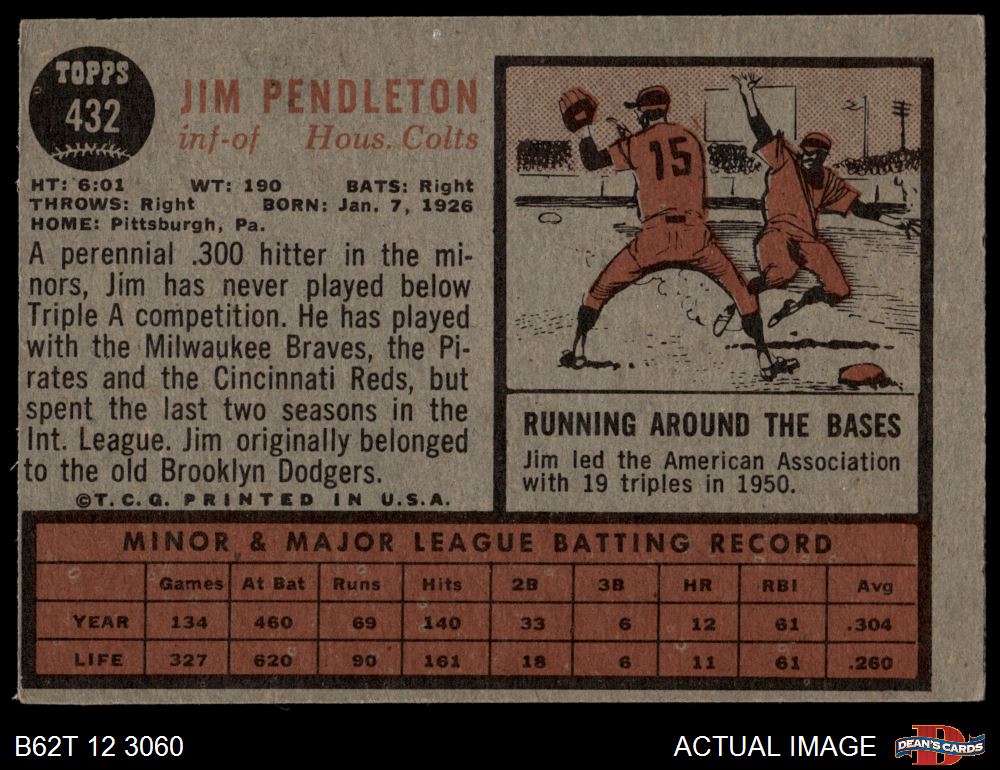 TOPPS
432
JIM PENDLETON
inf-of Hous. Colts
HT: 6:01 WT: 190 BATS: Right
THROWS: Right BORN: Jan. 7, 1926
HOME: Pittsburgh, Pa.
A perennial .300 hitter in the mi-
nors, Jim has never played below
Triple A competition. He has played
with the Milwaukee Braves, the Pi-
rates and the Cincinnati Reds, but
spent the last two seasons in the
Int. League. Jim originally belonged
to the old Brooklyn Dodgers.
©T.C.G. PRINTED IN U.S.A.
15
RUNNING AROUND THE BASES
Jim led the American Association
with 19 triples in 1950.
MINOR & MAJOR LEAGUE BATTING RECORD
Games At Bat Runs Hits 2B 3B HR RBI Avg
YEAR 134 460 69 140 33 6 12 61 .304
LIFE 327 620 90 161 18 6 11 61 .260
B62T 12 3060
ACTUAL IMAGE
D
DEAN'S CARDS